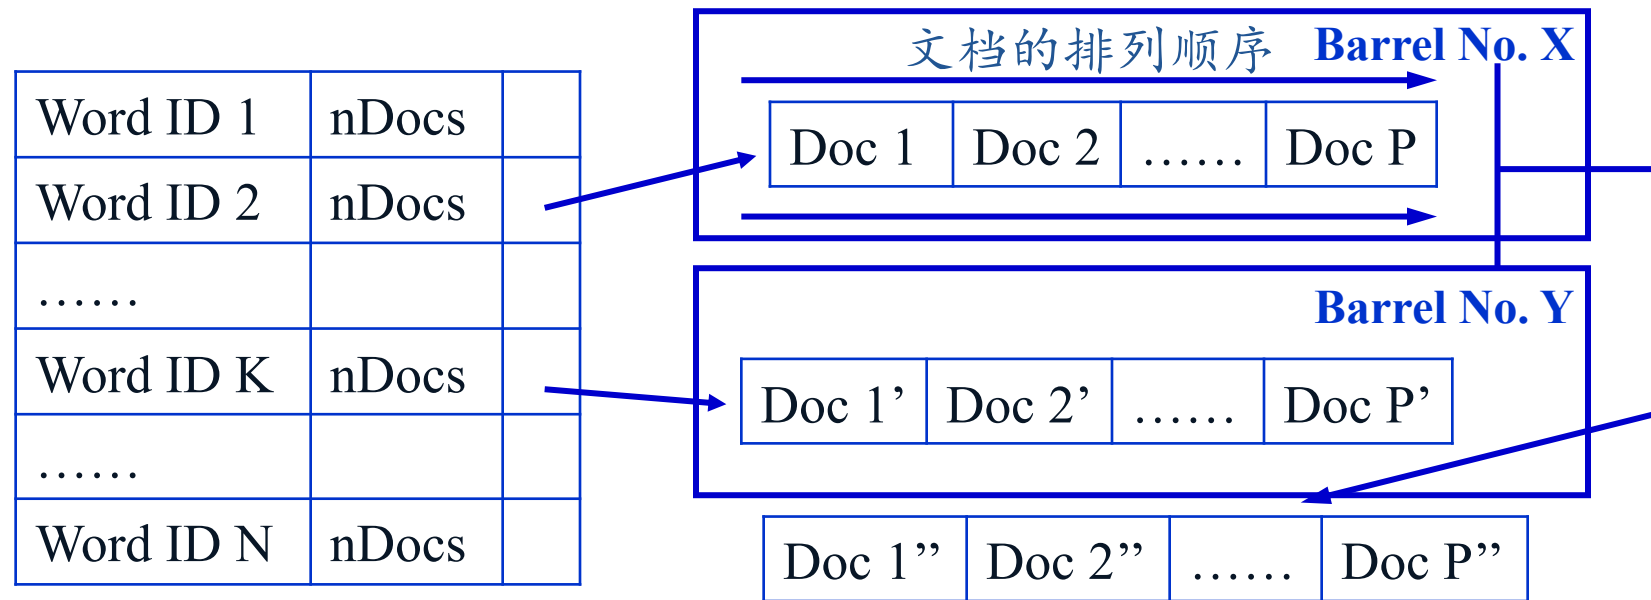 文档的排列顺序 Barrel No. X
Word ID 1 nDocs
Word ID 2 nDocs
……
Word ID K nDocs
……
Word ID N nDocs
Doc 1 Doc 2 …… Doc P
Barrel No. Y
Doc 1’ Doc 2’ …… Doc P’
Doc 1” Doc 2” …… Doc P”